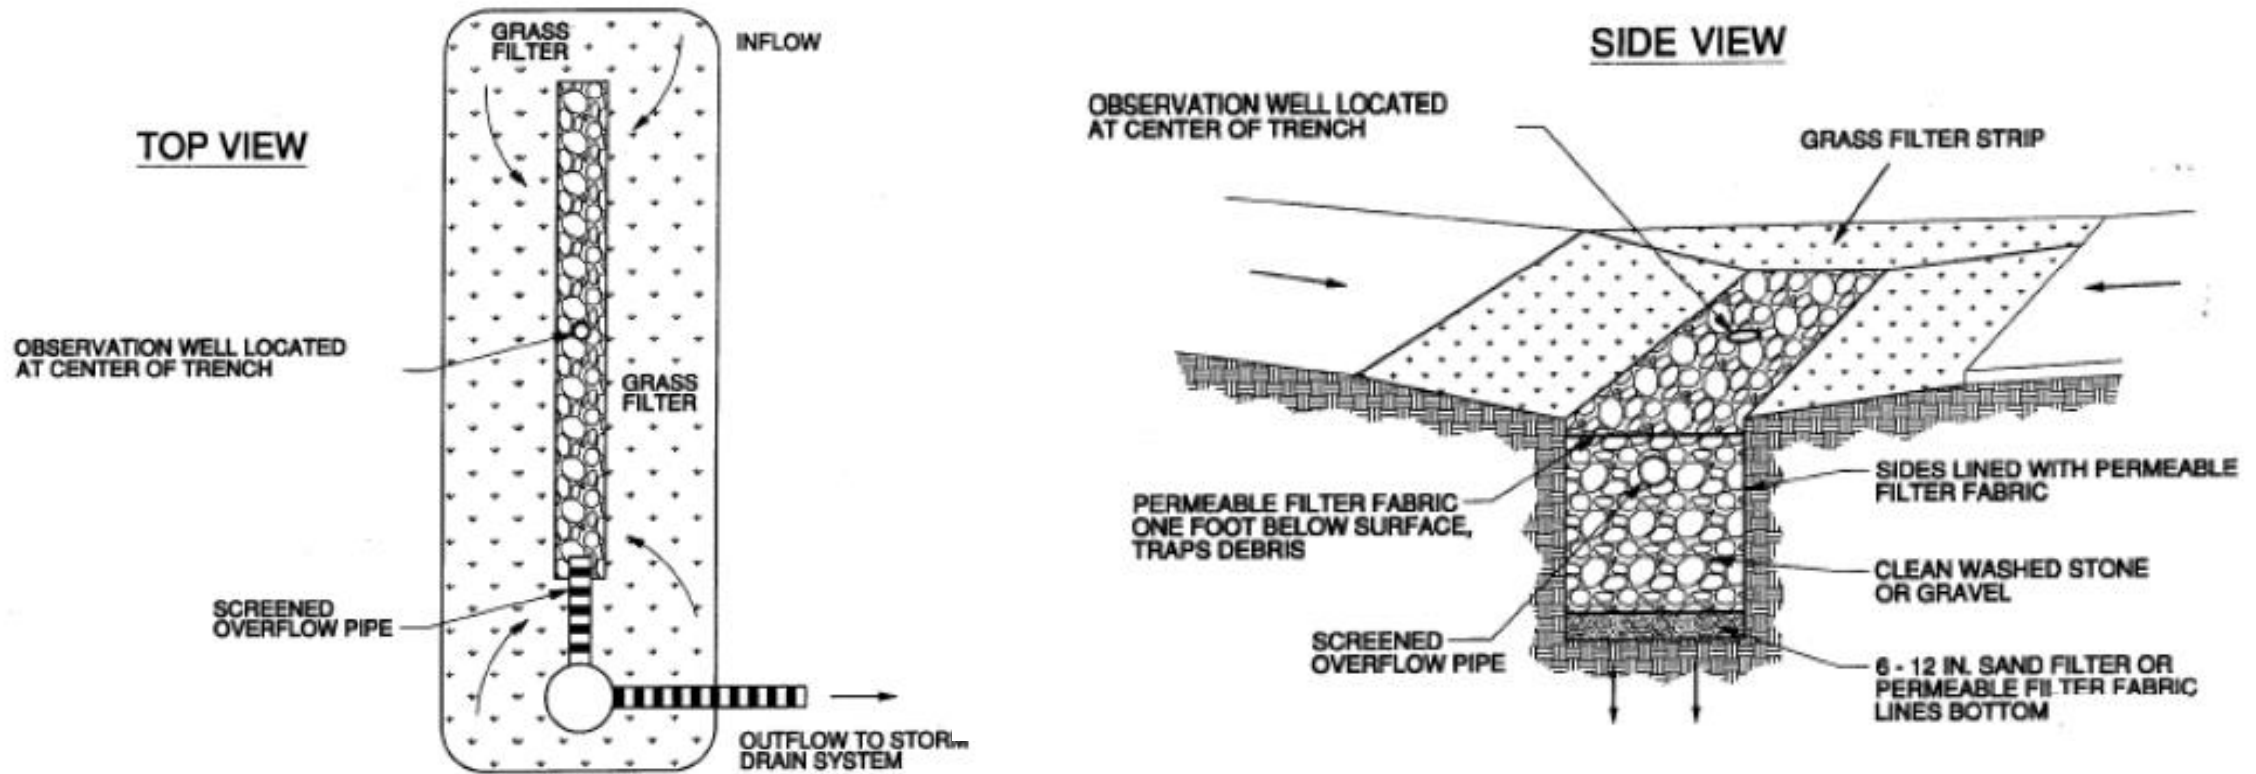 GRASS
FILTER
INFLOW
TOP VIEW
OBSERVATION WELL LOCATED
AT CENTER OF TRENCH
GRASS
FILTER
SCREENED
OVERFLOW PIPE
OUTFLOW TO
DRAIN SYSTEM
SIDE VIEW
OBSERVATION WELL LOCATED
AT CENTER OF TRENCH
GRASS FILTER STRIP
PERMEABLE FILTER FABRIC
ONE FOOT BELOW SURFACE,
TRAPS DEBRIS
SIDES LINED WITH PERMEABLE
FILTER FABRIC
CLEAN WASHED STONE
OR GRAVEL
SCREENED
OVERFLOW PIPE
6 - 12 IN. SAND FILTER OR
PERMEABLE FILTER FABRIC
LINES BOTTOM